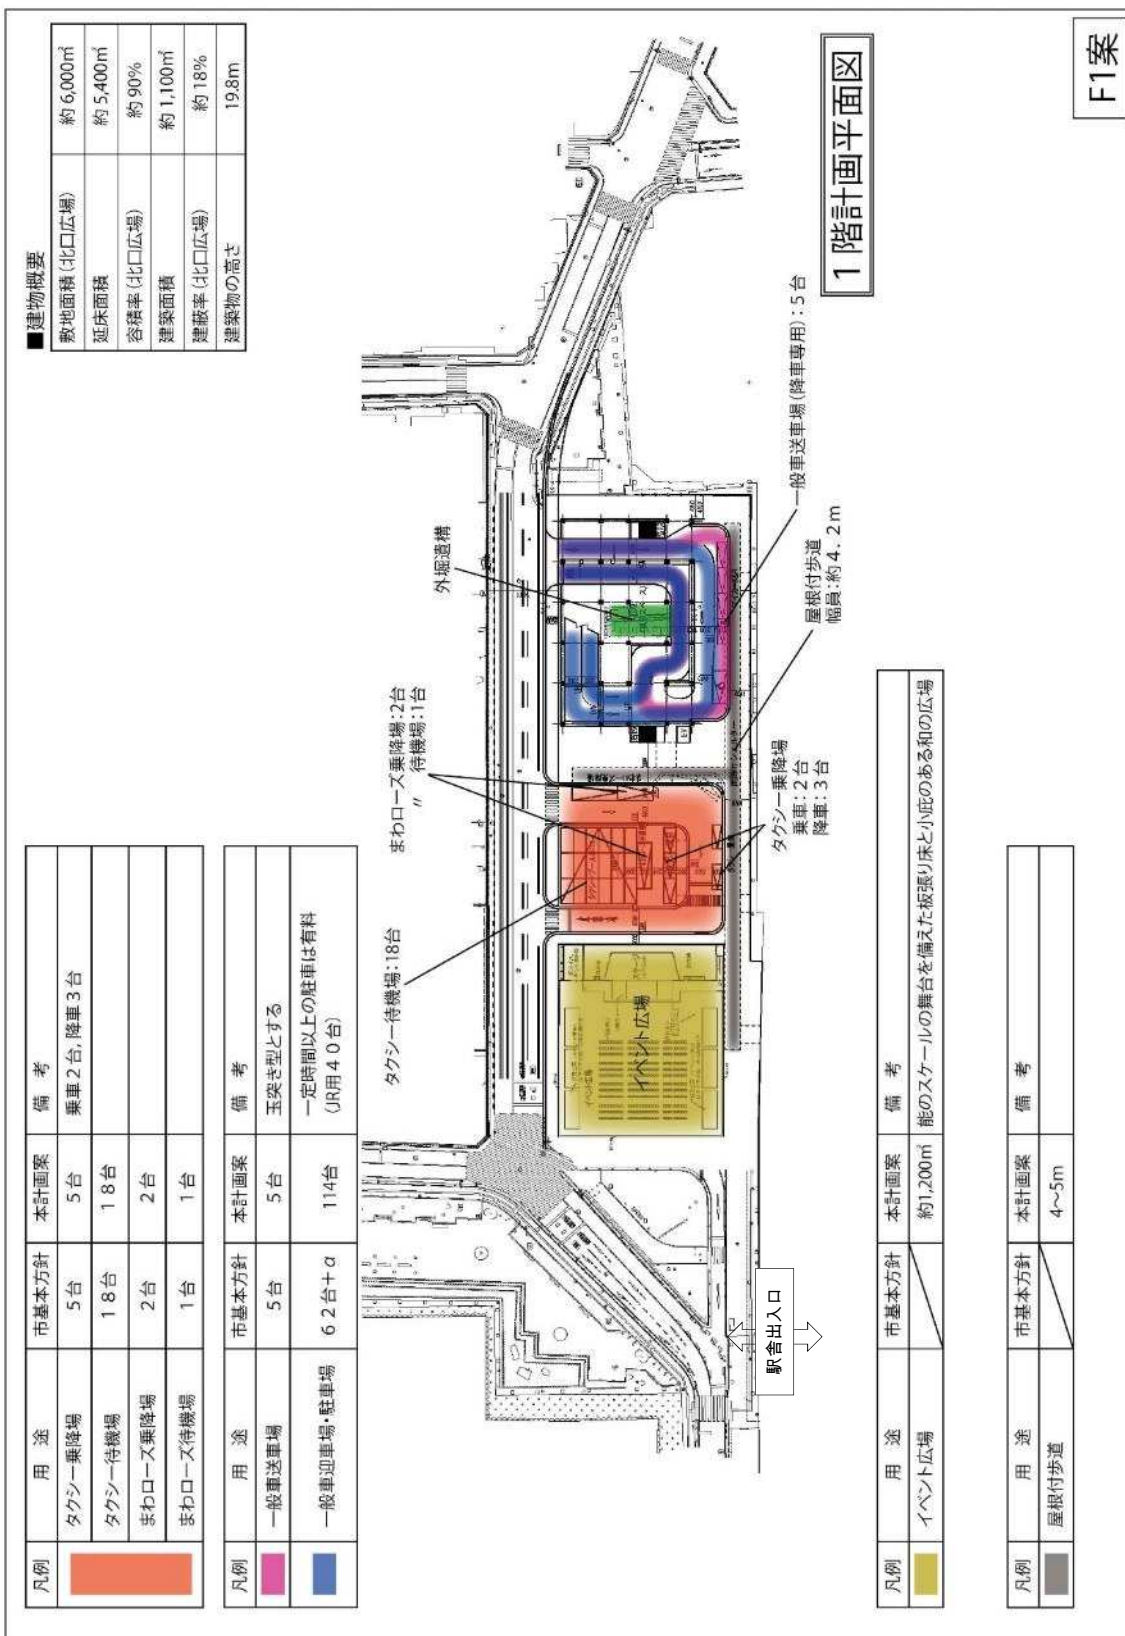 凡例 用途 市基本方針 本計画案 備考
タクシー乗降場 5台 5台 乗車2台,降車3台
タクシー待機場 18台 18台
まわローズ乗降場 2台 2台
まわローズ待機場 1台 1台
凡例 用途 市基本方針 本計画案 備考
一般車送車場 5台 5台 玉突き型とする
一般車迎車場・駐車場 62台+α 114台 一定時間以上の駐車は有料
(JR用40台)
■建物概要
敷地面積(北口広場) 約6,000㎡
延床面積 約5,400㎡
容積率(北口広場) 約90%
建築面積 約1,100㎡
建蔽率(北口広場) 約18%
建築物の高さ 19.8m
タクシー待機場:18台
まわローズ乗降場:2台
〃 待機場:1台
外堀遺構
イベント広場
イベント広場
ステージ
タクシー乗降場
乗車:2台
降車:3台
屋根付歩道
幅員:約4.2m
一般車送車場(降車専用):5台
駅舎出入口
1階計画平面図
凡例 用途 市基本方針 本計画案 備考
イベント広場 約1,200㎡ 能のスケールの舞台を備えた板張り床と小庇のある和の広場
凡例 用途 市基本方針 本計画案 備考
屋根付歩道 4~5m
F1案